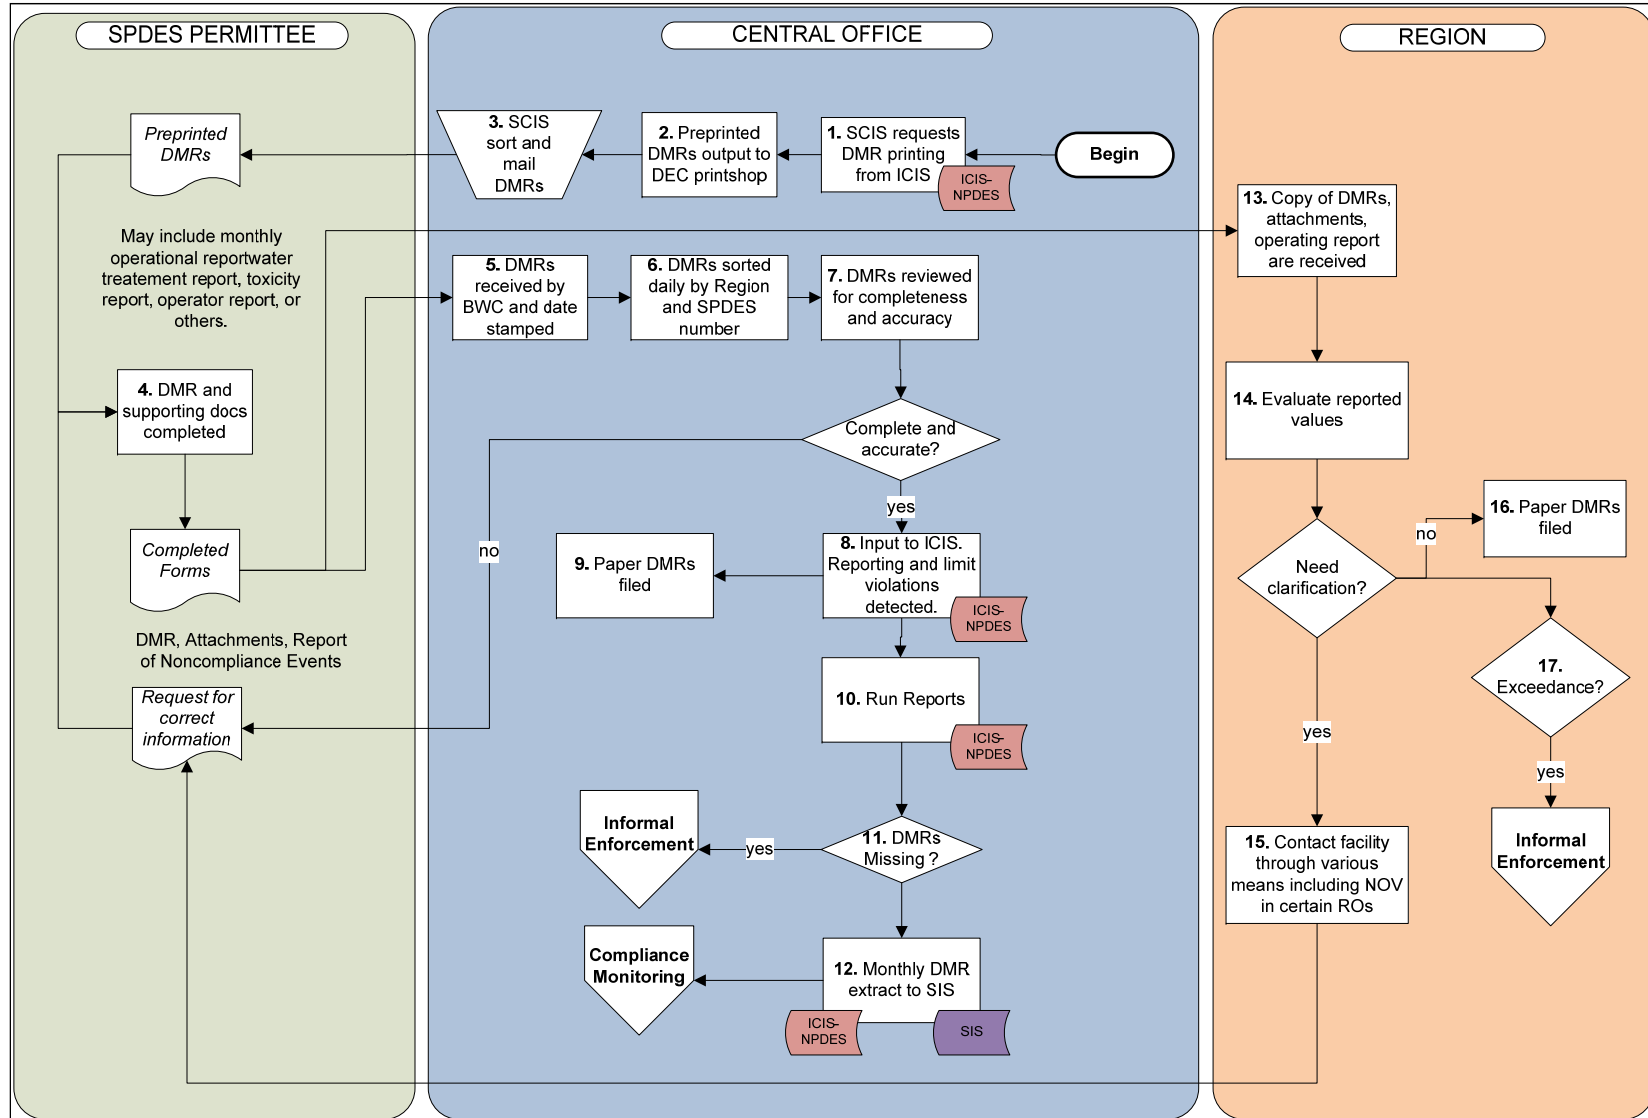 SPDES PERMITTEE
CENTRAL OFFICE
REGION
Preprinted
DMRs
3. SCIS
sort and
mail
DMRs
2. Preprinted
DMRs output to
DEC printshop
1. SCIS requests
DMR printing
from ICIS
ICIS-
NPDES
Begin
May include monthly
operational reportwater
treatement report, toxicity
report, operator report, or
others.
5. DMRs
received by
BWC and date
stamped
6. DMRs sorted
daily by Region
and SPDES
number
7. DMRs reviewed
for completeness
and accuracy
13. Copy of DMRs,
attachments,
operating report
are received
4. DMR and
supporting docs
completed
Complete and
accurate?
14. Evaluate reported
values
yes
no
Completed
Forms
9. Paper DMRs
filed
8. Input to ICIS.
Reporting and limit
violations
detected.
ICIS-
NPDES
Need
clarification?
no
16. Paper DMRs
filed
DMR, Attachments, Report
of Noncompliance Events
Request for
correct
information
10. Run Reports
ICIS-
NPDES
17.
Exceedance?
yes
yes
Informal
Enforcement
yes
11. DMRs
Missing ?
15. Contact facility
through various
means including NOV
in certain ROs
Informal
Enforcement
Compliance
Monitoring
12. Monthly DMR
extract to SIS
ICIS-
NPDES
SIS